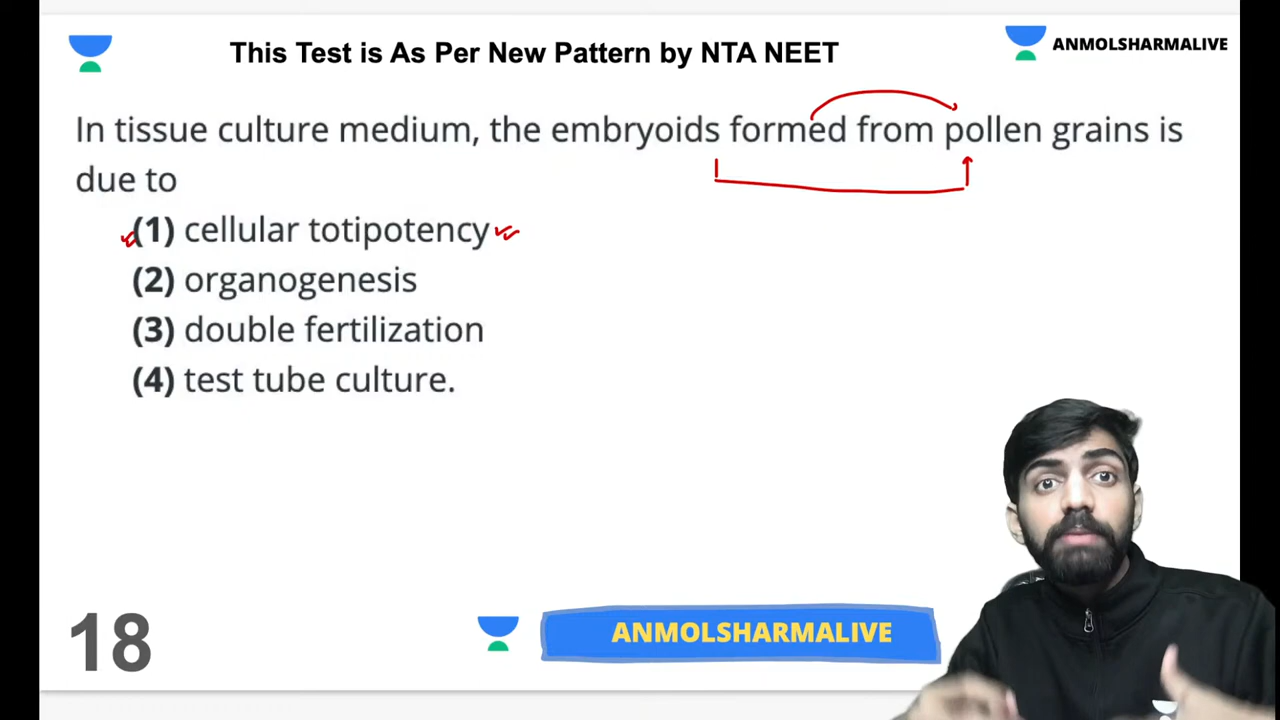 This Test is As Per New Pattern by NTA NEET
ANMOLSHARMALIVE
In tissue culture medium, the embryoids formed from pollen grains is
due to
(1) cellular totipotency
(2) organogenesis
(3) double fertilization
(4) test tube culture.
18
ANMOLSHARMALIVE